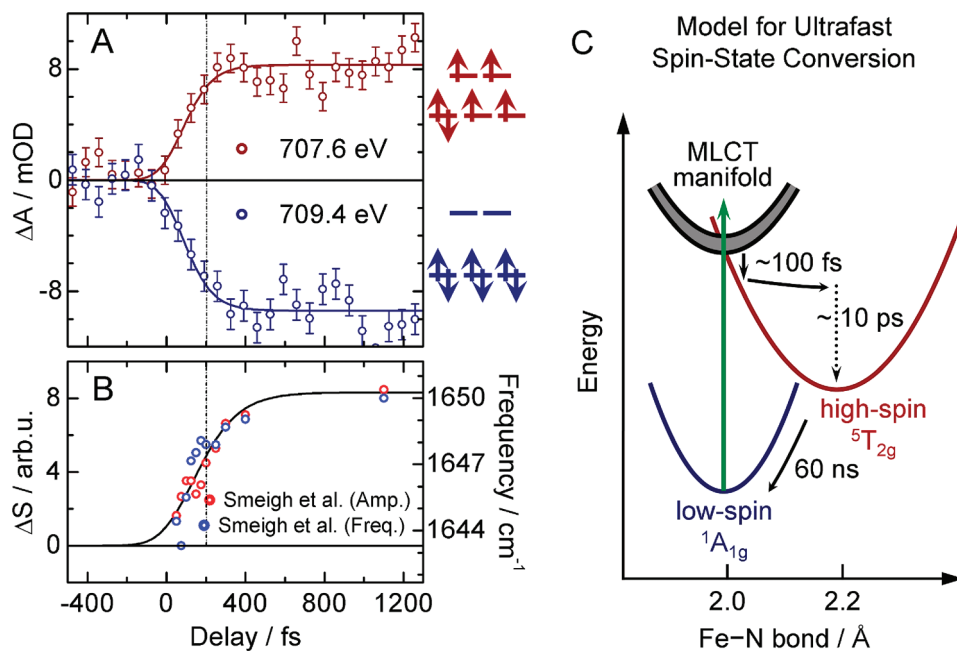 A
8
0
-8
ΔA / mOD
707.6 eV
709.4 eV
B
8
4
0
ΔS / arb.u.
1650
1647
1644
Frequency / cm⁻¹
Smeigh et al. (Amp.)
Smeigh et al. (Freq.)
-400 0 400 800 1200
Delay / fs
C
Model for Ultrafast
Spin-State Conversion
MLCT
manifold
~100 fs
~ 10 ps
high-spin
⁵T₂g
60 ns
low-spin
¹A₁g
Energy
2.0 2.2
Fe–N bond / Å